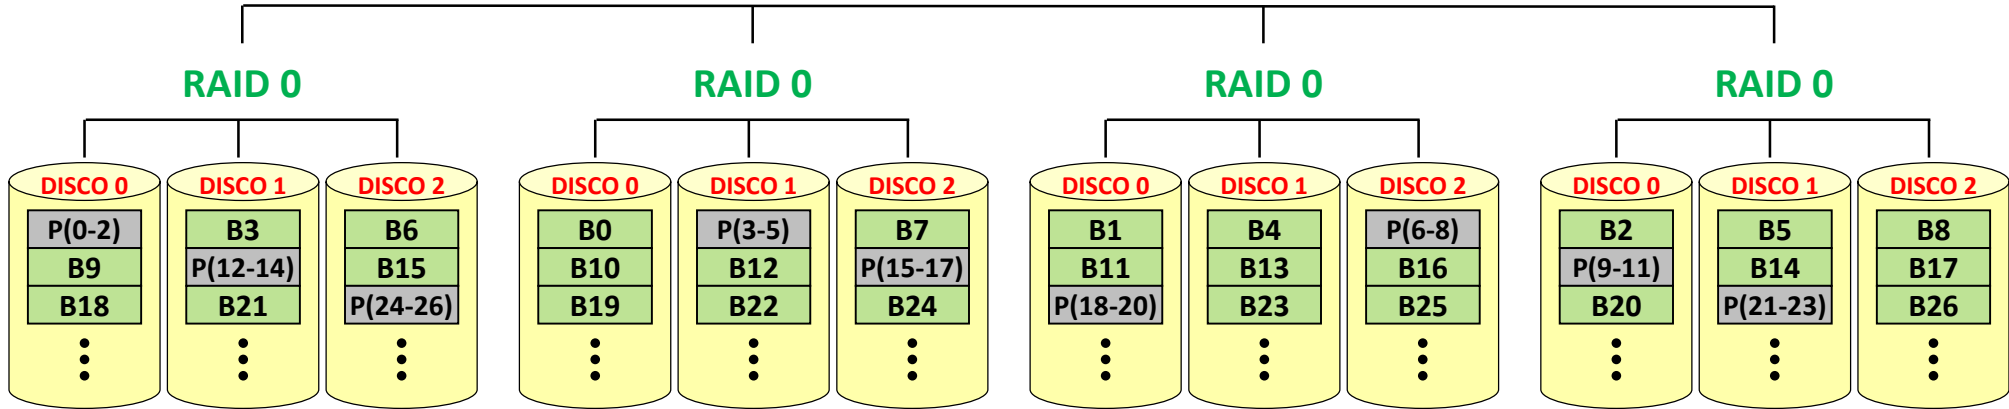 RAID 0 RAID 0 RAID 0 RAID 0
DISCO 0 DISCO 1 DISCO 2 DISCO 0 DISCO 1 DISCO 2 DISCO 0 DISCO 1 DISCO 2 DISCO 0 DISCO 1 DISCO 2
P(0-2) B3 B6 B0 P(3-5) B7 B1 B4 P(6-8) B2 B5 B8
B9 P(12-14) B15 B10 B12 P(15-17) B11 B13 B16 P(9-11) B14 B17
B18 B21 P(24-26) B19 B22 B24 P(18-20) B23 B25 B20 P(21-23) B26